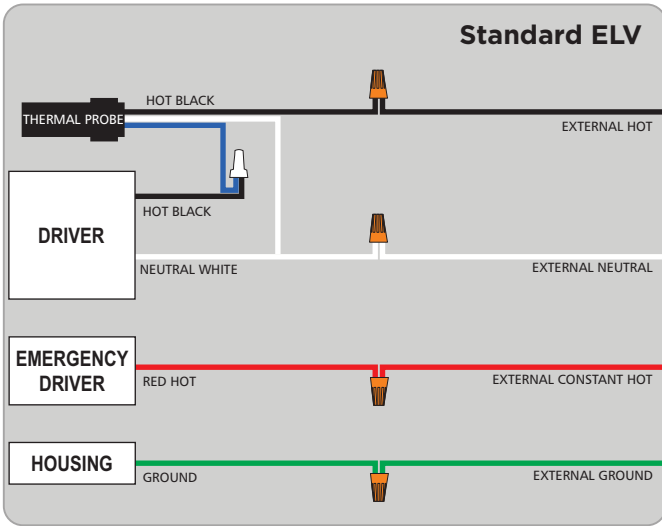 Standard ELV
HOT BLACK
THERMAL PROBE
EXTERNAL HOT
HOT BLACK
DRIVER
NEUTRAL WHITE
EXTERNAL NEUTRAL
EMERGENCY
DRIVER
RED HOT
EXTERNAL CONSTANT HOT
HOUSING
GROUND
EXTERNAL GROUND